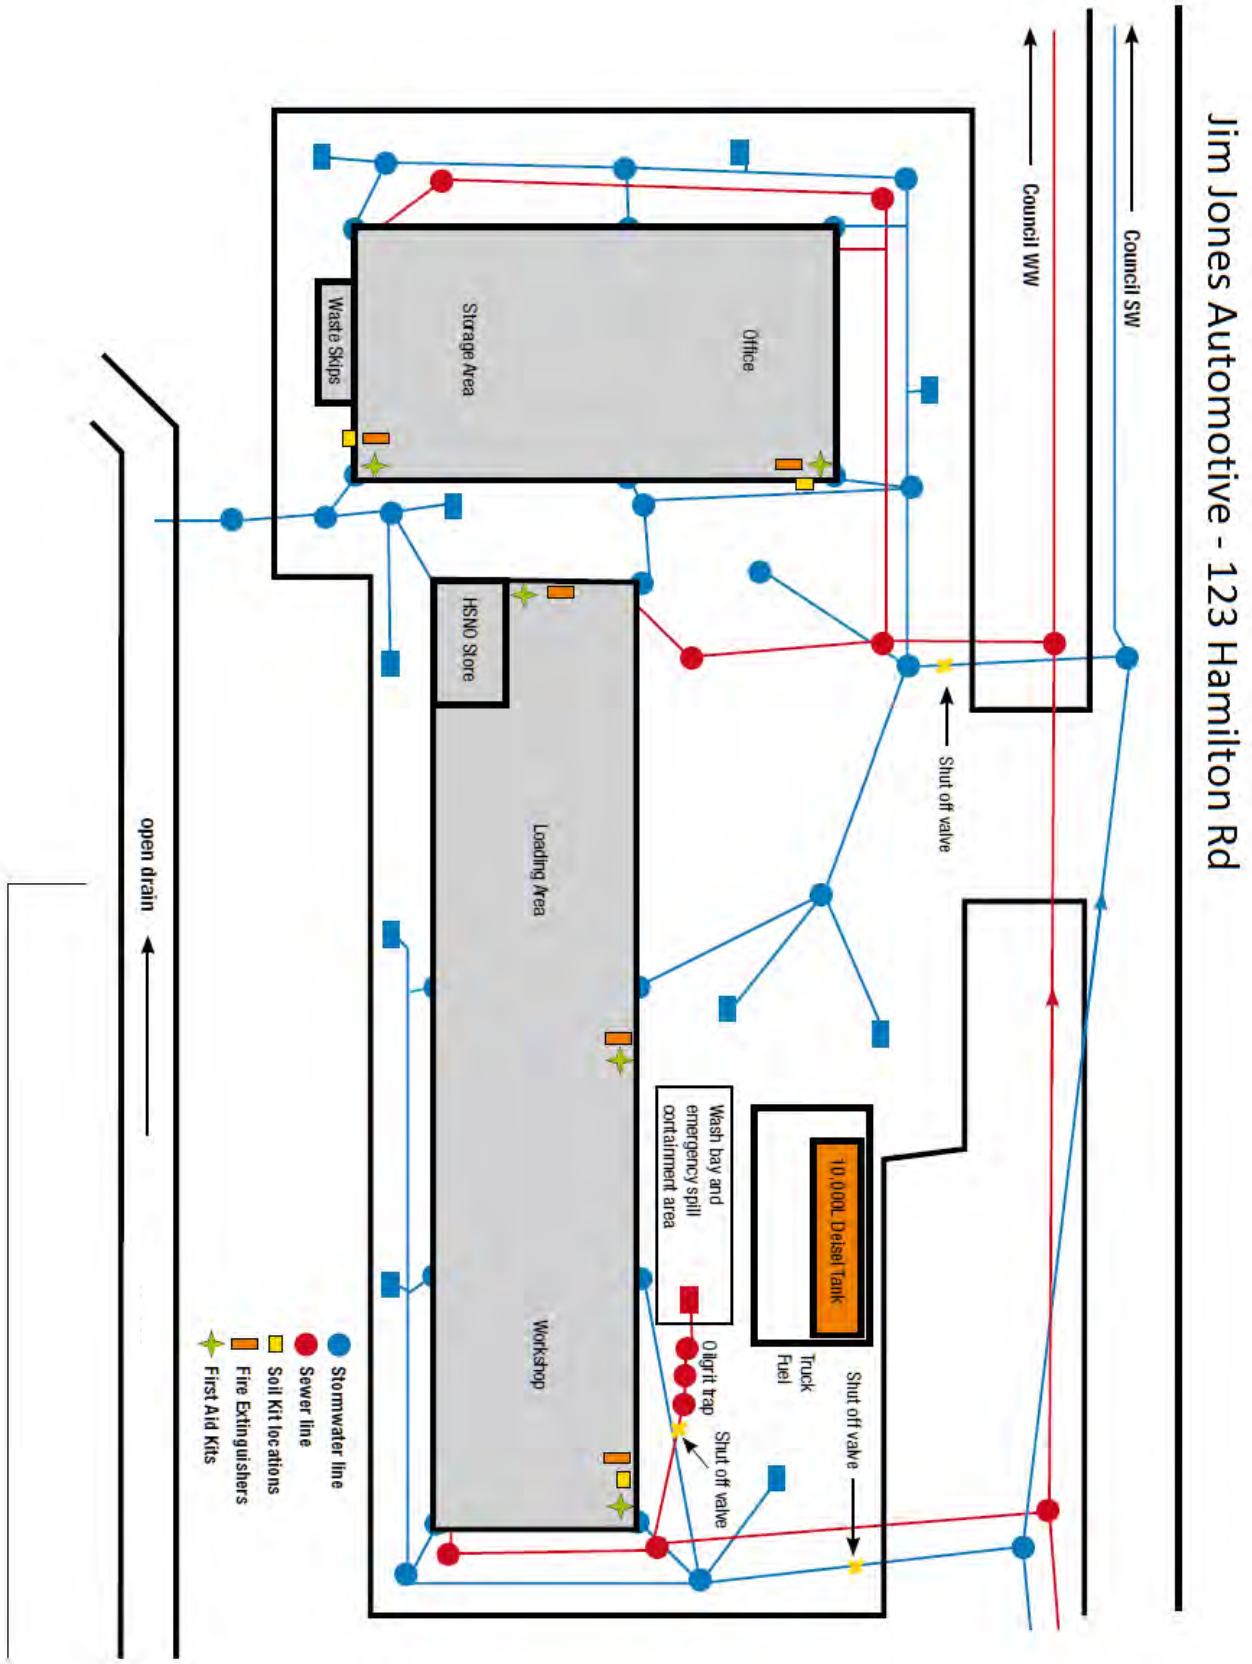 Jim Jones Automotive - 123 Hamilton Rd
Council SW
Council WW
Office
Storage Area
Waste Skips
Shut off valve
HSNO Store
Loading Area
open drain
Wash bay and
emergency spill
containment area
10,000L Deisel Tank
Truck
Fuel
Oilgrit trap
Shut off valve
Shut off valve
Workshop
Stormwater line
Sewer line
Soil Kit locations
Fire Extinguishers
First Aid Kits